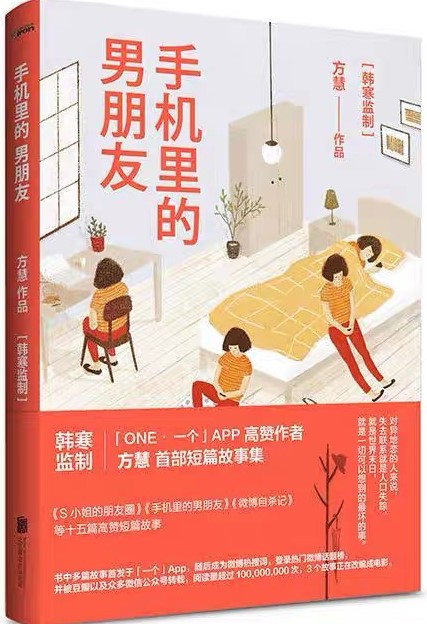 手机里的
男朋友
[韩寒监制]
方慧——作品
手机里的 男朋友
方慧 作品
[韩寒监制]
韩寒
监制
「ONE · 一个」APP 高赞作者
方慧 首部短篇故事集
《S 小姐的朋友圈》《手机里的男朋友》《微博自杀记》
等十五篇高赞短篇故事
对异地恋的人来说，
失去联系就是人口失踪，
就是世界末日，
就是一切可以想到的最坏的事。
书中多篇故事首发于「一个」App，随后成为微博热搜词，登录热门微博话题榜，
并被豆瓣以及众多微信公众号转载，阅读量超过 100,000,000 次，3 个故事正在改编成电影，